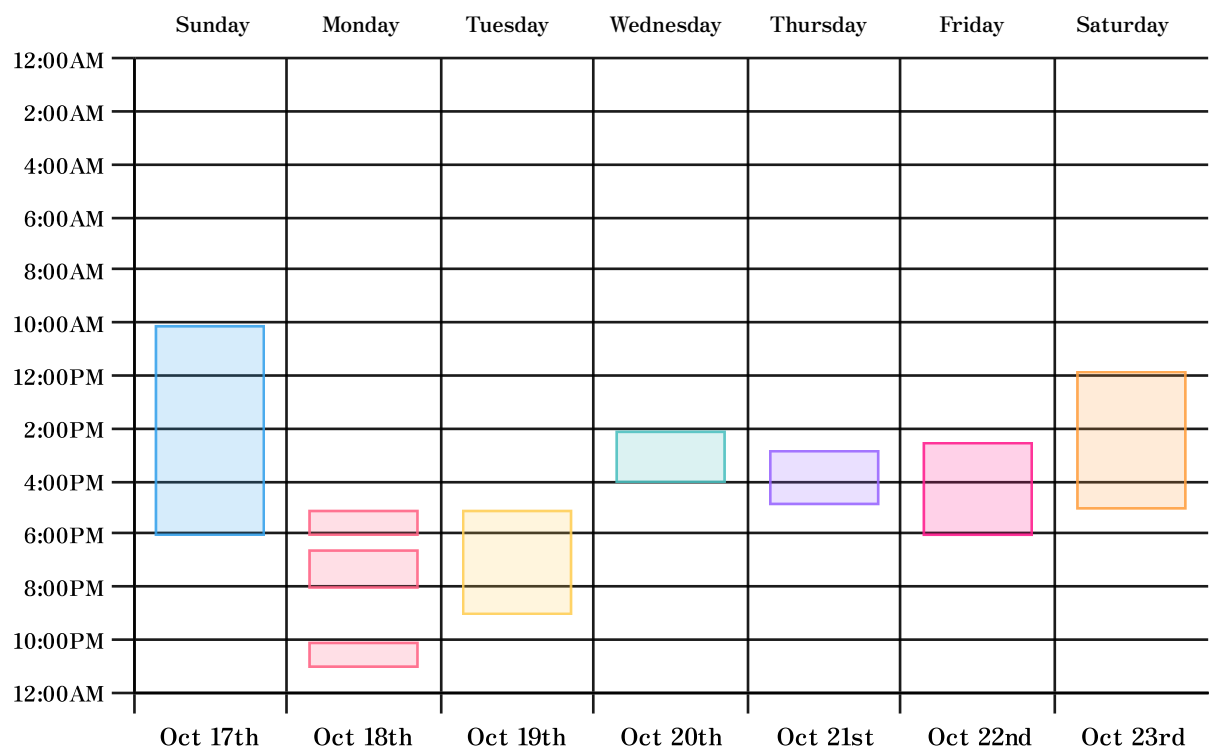 Sunday Monday Tuesday Wednesday Thursday Friday Saturday
12:00AM
2:00AM
4:00AM
6:00AM
8:00AM
10:00AM
12:00PM
2:00PM
4:00PM
6:00PM
8:00PM
10:00PM
12:00AM
Oct 17th Oct 18th Oct 19th Oct 20th Oct 21st Oct 22nd Oct 23rd